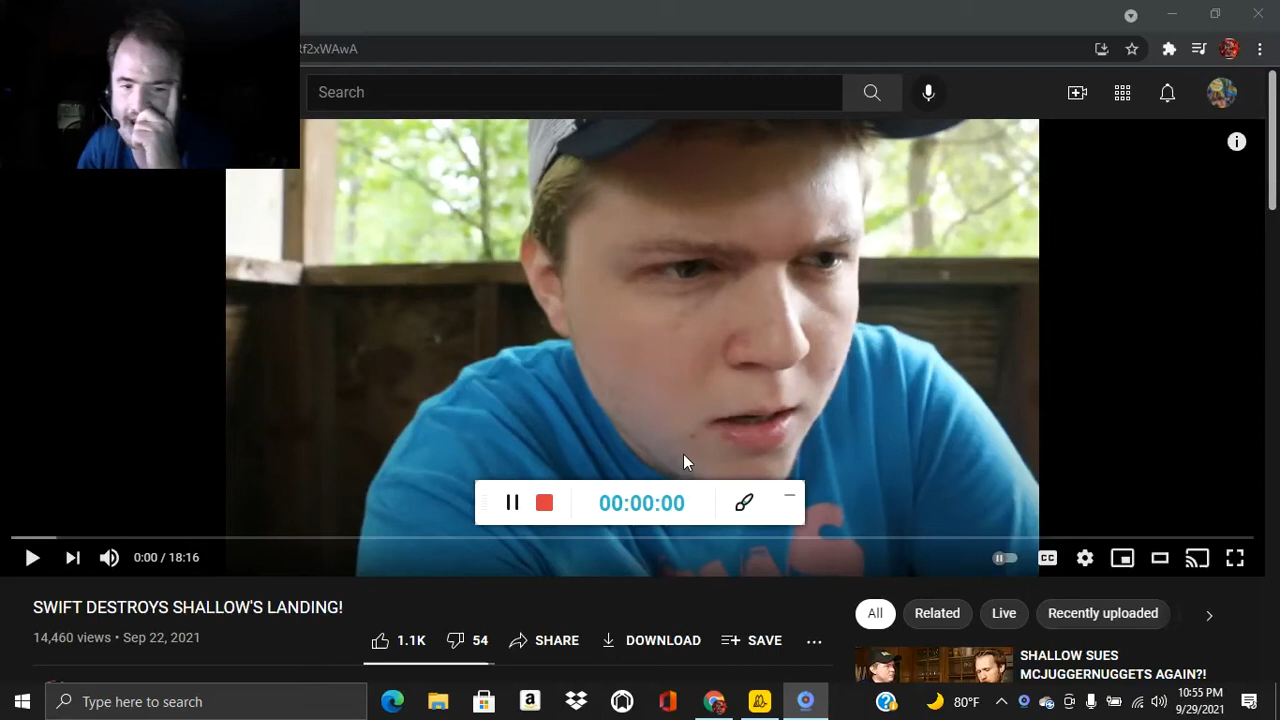 Rf2xWAwA
Search
00:00:00
0:00 / 18:16
CC
SWIFT DESTROYS SHALLOW'S LANDING!
14,460 views • Sep 22, 2021
1.1K
54
SHARE
DOWNLOAD
SAVE
All
Related
Live
Recently uploaded
SHALLOW SUES
MCJUGGERNUGGETS AGAIN?!
Type here to search
80°F
10:55 PM
9/29/2021